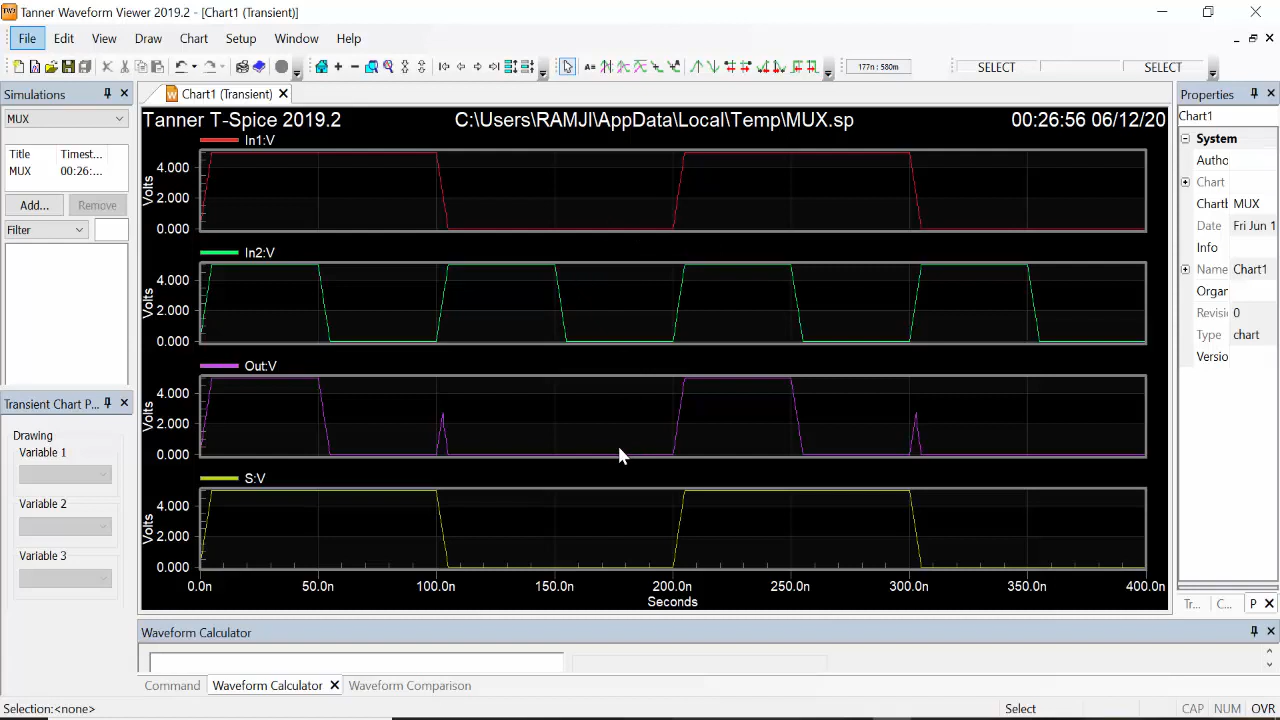 Tanner Waveform Viewer 2019.2 - [Chart1 (Transient)]
File Edit View Draw Chart Setup Window Help
177n : 580m SELECT SELECT
Simulations
MUX
Title Timest...
MUX 00:26:...
Add... Remove
Filter
Transient Chart P...
Drawing
Variable 1
Variable 2
Variable 3
Chart1 (Transient)
Tanner T-Spice 2019.2 C:\Users\RAMJI\AppData\Local\Temp\MUX.sp 00:26:56 06/12/20
In1:V
4.000
2.000
0.000
Volts
In2:V
4.000
2.000
0.000
Volts
Out:V
4.000
2.000
0.000
Volts
S:V
4.000
2.000
0.000
Volts
0.0n 50.0n 100.0n 150.0n 200.0n 250.0n 300.0n 350.0n 400.0n
Seconds
Properties
Chart1
System
Autho
Chart
Chartb MUX
Date Fri Jun 1
Info
Name Chart1
Organ
Revisi 0
Type chart
Versio
Tr... C... P
Waveform Calculator
Command Waveform Calculator Waveform Comparison
Selection:<none> Select CAP NUM OVR